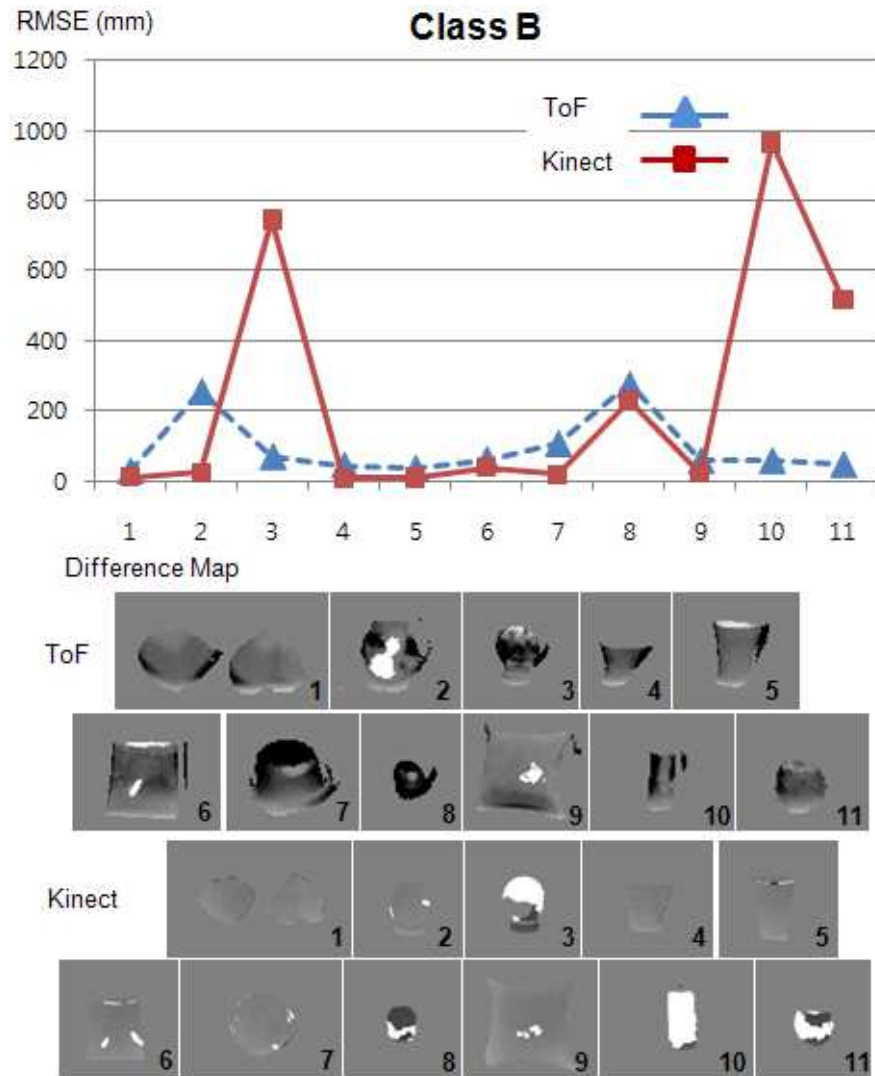 RMSE (mm)
Class B
1200
1000
800
600
400
200
0
ToF
Kinect
1 2 3 4 5 6 7 8 9 10 11
Difference Map
ToF
1 2 3 4 5
6 7 8 9 10 11
Kinect
1 2 3 4 5
6 7 8 9 10 11